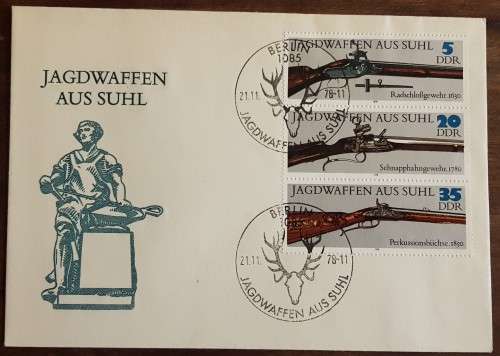 JAGDWAFFEN
AUS SUHL
BERLIN
1085
21.11. 78-11
JAGDWAFFEN AUS SUHL
JAGDWAFFEN AUS SUHL
5
DDR
Radschloßgewehr, 1650
JAGDWAFFEN AUS SUHL
20
DDR
Schnapphahngewehr, 1780
JAGDWAFFEN AUS SUHL
35
DDR
Perkussionsbüchse, 1850
BERLIN
1085
21.11. 78-11
JAGDWAFFEN AUS SUHL